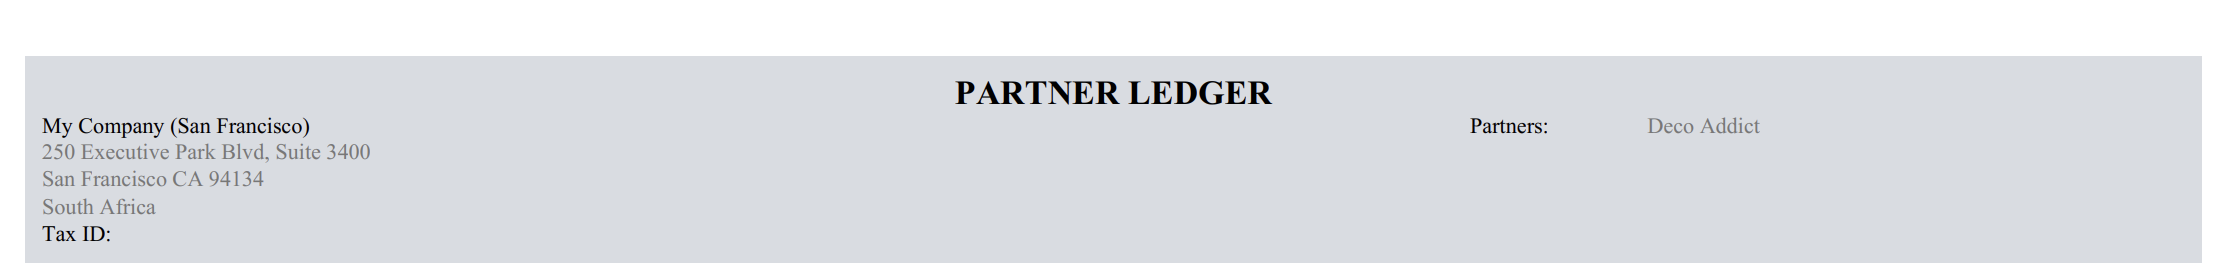 PARTNER LEDGER
My Company (San Francisco)
Partners: Deco Addict
250 Executive Park Blvd, Suite 3400
San Francisco CA 94134
South Africa
Tax ID: